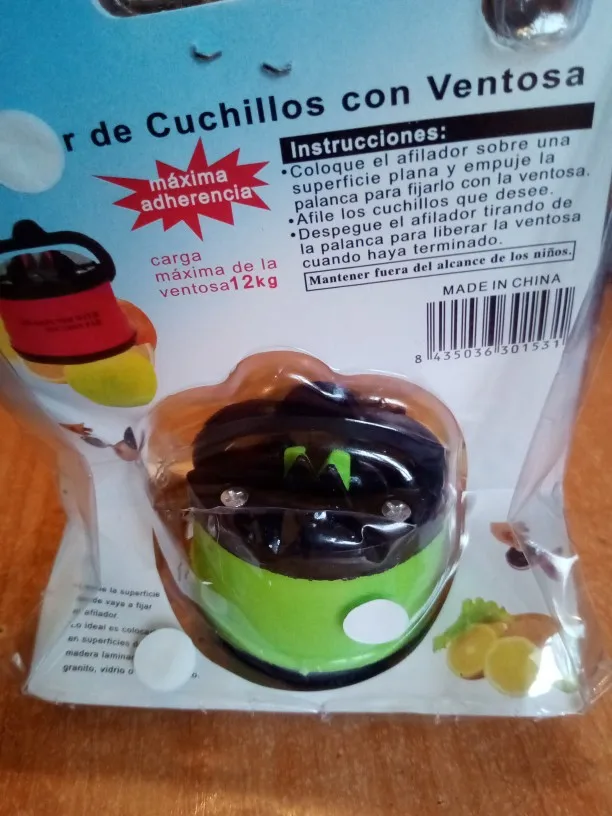 r de Cuchillos con Ventosa
máxima
adherencia
Instrucciones:
•Coloque el afilador sobre una
superficie plana y empuje la
palanca para fijarlo con la ventosa.
•Afile los cuchillos que desee.
•Despegue el afilador tirando de
la palanca para liberar la ventosa
cuando haya terminado.
Mantener fuera del alcance de los niños.
carga
máxima de la
ventosa12kg
MADE IN CHINA
8 435036 301531
la superficie
vaya a fijar
afilador
Lo ideal es
en superficies
madera
granito, vidrio o